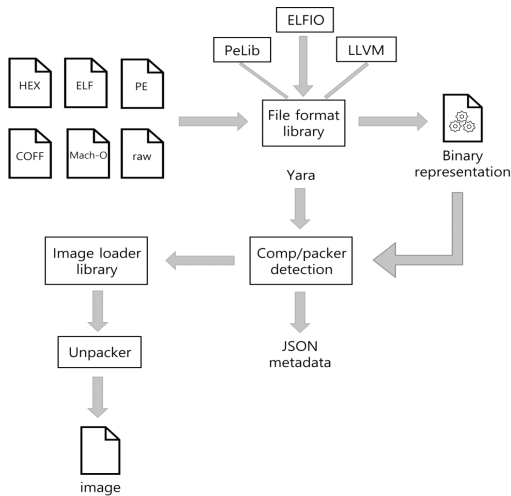 ELFIO
PeLib
LLVM
HEX
ELF
PE
File format
library
COFF
Mach-O
raw
Binary
representation
Yara
Image loader
library
Comp/packer
detection
Unpacker
JSON
metadata
image